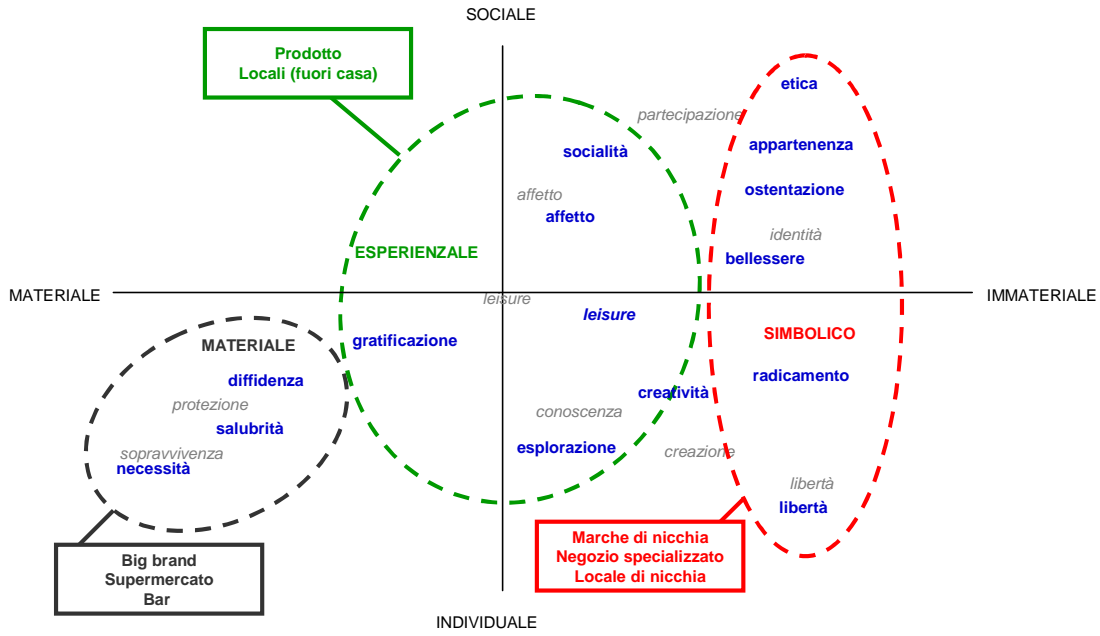 SOCIALE
Prodotto
Locali (fuori casa)
etica
partecipazione
appartenenza
socialità
ostentazione
affetto
affetto
identità
ESPERIENZALE
bellessere
MATERIALE
leisure
IMMATERIALE
leisure
SIMBOLICO
gratificazione
MATERIALE
diffidenza
radicamento
creatività
protezione
conoscenza
salubrità
esplorazione
creazione
sopravvivenza
necessità
libertà
libertà
Marche di nicchia
Negozio specializzato
Locale di nicchia
Big brand
Supermercato
Bar
INDIVIDUALE